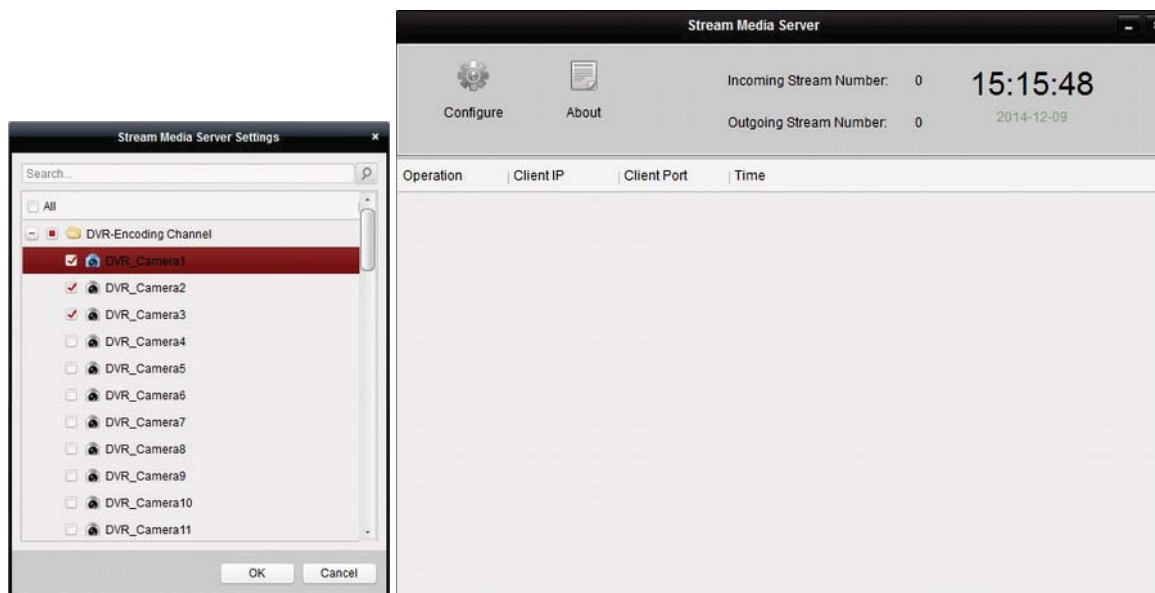 Stream Media Server Settings
Search...
All
DVR-Encoding Channel
DVR_Camera1
DVR_Camera2
DVR_Camera3
DVR_Camera4
DVR_Camera5
DVR_Camera6
DVR_Camera7
DVR_Camera8
DVR_Camera9
DVR_Camera10
DVR_Camera11
OK Cancel
Stream Media Server
Configure
About
Incoming Stream Number: 0
Outgoing Stream Number: 0
15:15:48
2014-12-09
Operation Client IP Client Port Time